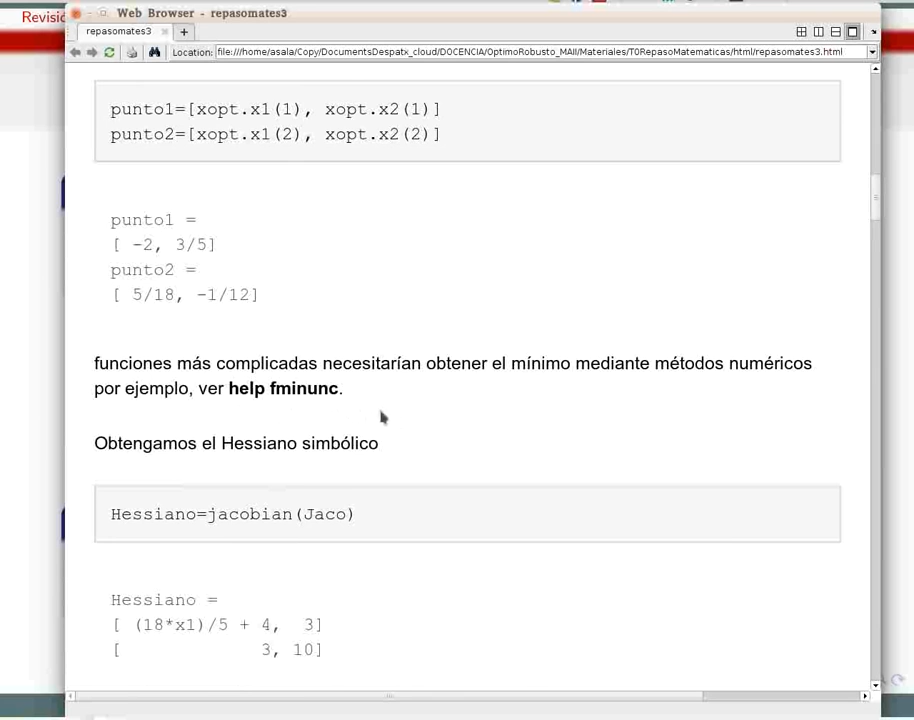 Revisió
Web Browser - repasomates3
repasomates3
Location: file:///home/asala/Copy/DocumentsDespatx_cloud/DOCENCIA/OptimoRobusto_MAII/Materiales/T0RepasoMatematicas/html/repasomates3.html
punto1=[xopt.x1(1), xopt.x2(1)]
punto2=[xopt.x1(2), xopt.x2(2)]
punto1 =
[ -2, 3/5]
punto2 =
[ 5/18, -1/12]
funciones más complicadas necesitarían obtener el mínimo mediante métodos numéricos
por ejemplo, ver help fminunc.
Obtengamos el Hessiano simbólico
Hessiano=jacobian(Jaco)
Hessiano =
[ (18*x1)/5 + 4, 3]
[ 3, 10]